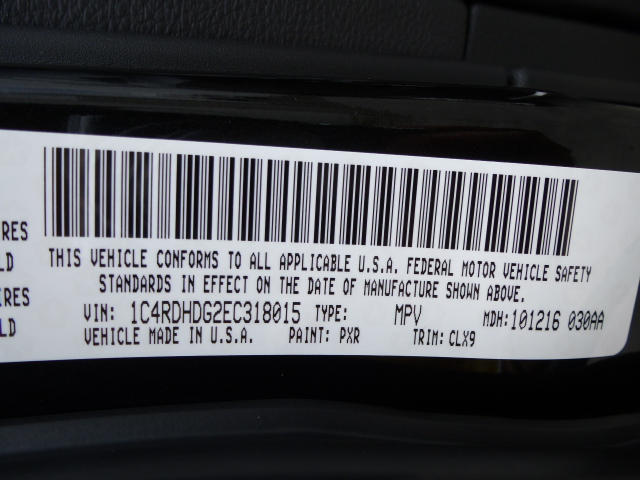 RES
LD
IRES
LD
THIS VEHICLE CONFORMS TO ALL APPLICABLE U.S.A. FEDERAL MOTOR VEHICLE SAFETY
STANDARDS IN EFFECT ON THE DATE OF MANUFACTURE SHOWN ABOVE.
VIN: 1C4RDHDG2EC318015 TYPE: MPV MDH:101216 030AA
VEHICLE MADE IN U.S.A. PAINT: PXR TRIM: CLX9